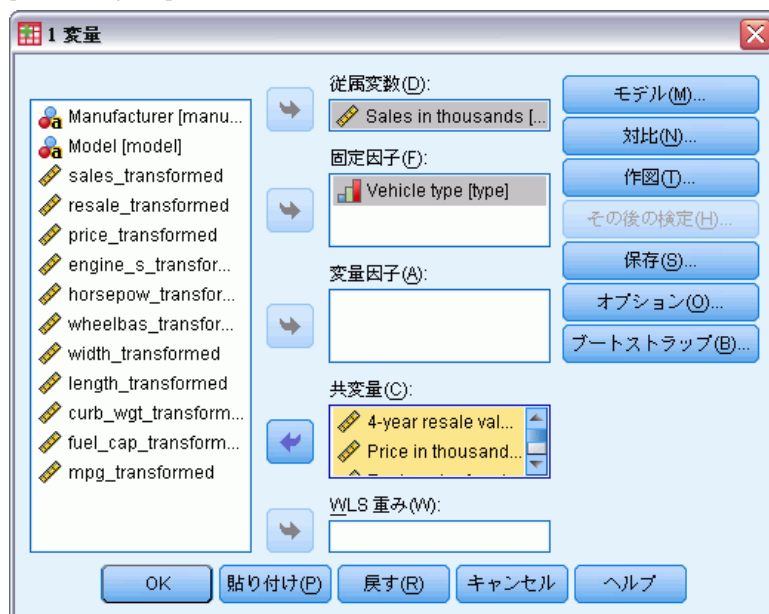 1 変量
Manufacturer [manu...
Model [model]
sales_transformed
resale_transformed
price_transformed
engine_s_transfor...
horsepow_transfor...
wheelbas_transfor...
width_transformed
length_transformed
curb_wgt_transform...
fuel_cap_transform...
mpg_transformed
従属変数(D):
Sales in thousands [...
固定因子(F):
Vehicle type [type]
変量因子(A):
共変量(C):
4-year resale val...
Price in thousand...
WLS 重み(W):
モデル(M)...
対比(N)...
作図(T)...
その後の検定(H)...
保存(S)...
オプション(O)...
ブートストラップ(B)...
OK
貼り付け(P)
戻す(R)
キャンセル
ヘルプ